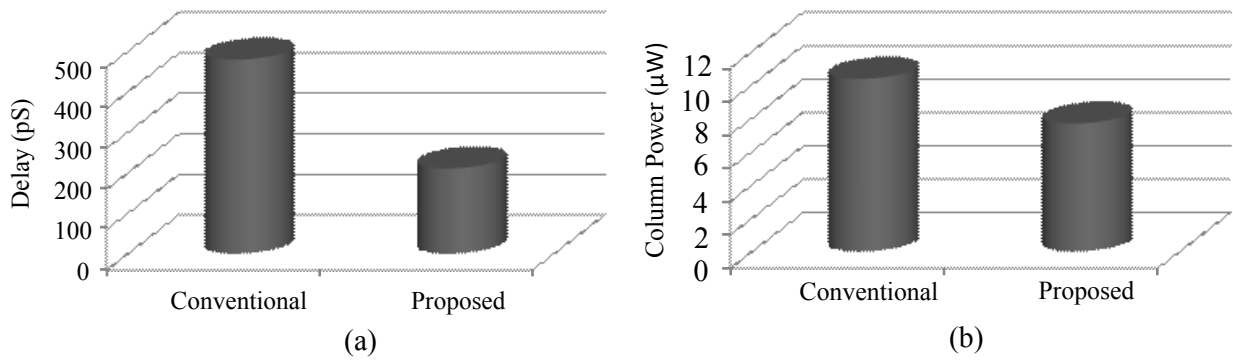 Delay (pS)
500
400
300
200
100
0
Conventional
Proposed
(a)
Column Power (μW)
12
10
8
6
4
2
0
Conventional
Proposed
(b)